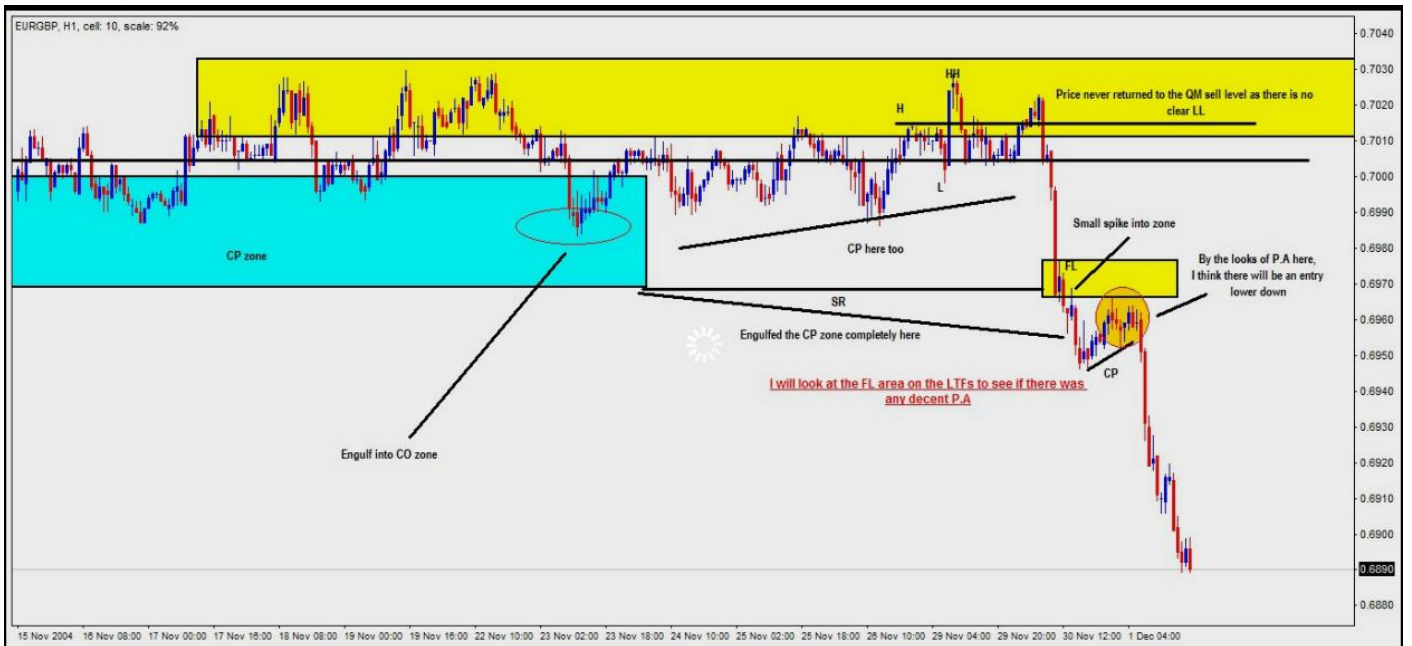 EURGBP, H1, cell: 10, scale: 92%
0.7040
0.7030
0.7020
0.7010
0.7000
0.6990
0.6980
0.6970
0.6960
0.6950
0.6940
0.6930
0.6920
0.6910
0.6900
0.6890
0.6880
HH
H
Price never returned to the QM sell level as there is no
clear LL
L
CP zone
CP here too
Small spike into zone
FL
By the looks of P.A here,
I think there will be an entry
lower down
SR
Engulfed the CP zone completely here
CP
I will look at the FL area on the LTFs to see if there was
any decent P.A
Engulf into CO zone
15 Nov 2004 16 Nov 08:00 17 Nov 00:00 17 Nov 16:00 18 Nov 08:00 19 Nov 00:00 19 Nov 16:00 22 Nov 10:00 23 Nov 02:00 23 Nov 18:00 24 Nov 10:00 25 Nov 02:00 25 Nov 18:00 26 Nov 10:00 29 Nov 04:00 29 Nov 20:00 30 Nov 12:00 1 Dec 04:00